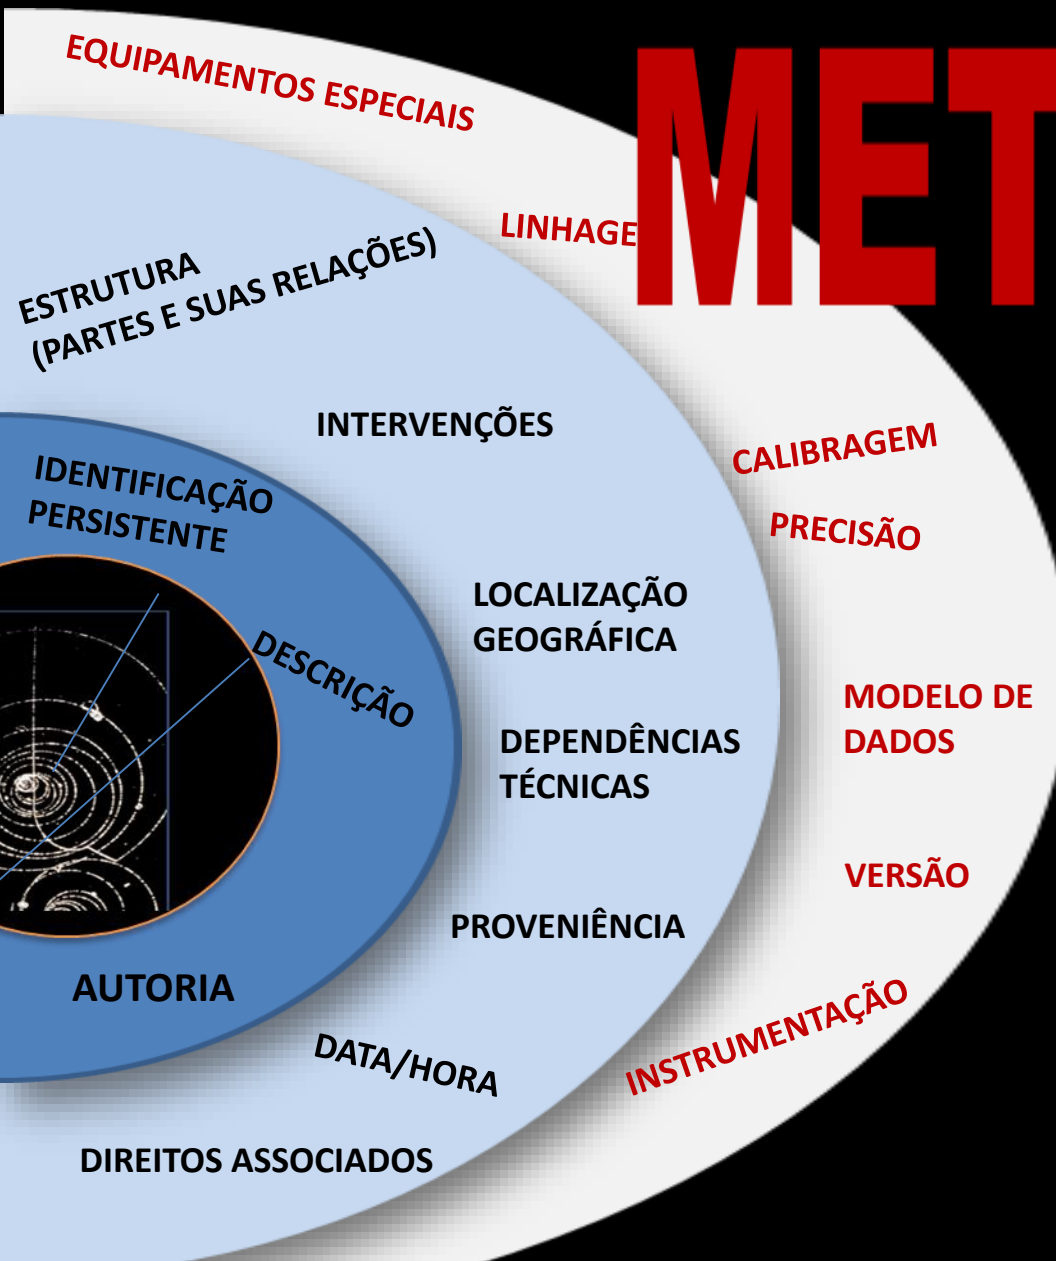 EQUIPAMENTOS ESPECIAIS
MET
LINHAGE
ESTRUTURA
(PARTES E SUAS RELAÇÕES)
INTERVENÇÕES
CALIBRAGEM
IDENTIFICAÇÃO
PERSISTENTE
PRECISÃO
LOCALIZAÇÃO
GEOGRÁFICA
DESCRIÇÃO
MODELO DE
DADOS
DEPENDÊNCIAS
TÉCNICAS
VERSÃO
PROVENIÊNCIA
AUTORIA
INSTRUMENTAÇÃO
DATA/HORA
DIREITOS ASSOCIADOS